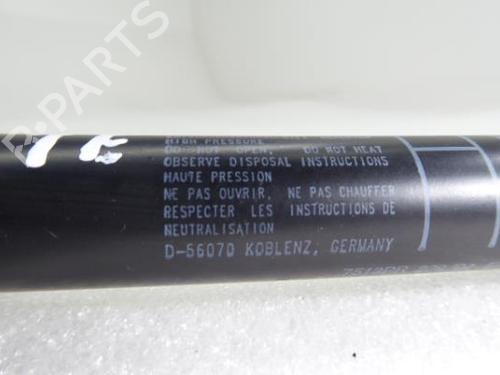 HIGH PRESSURE
DO NOT OPEN, DO NOT HEAT
OBSERVE DISPOSAL INSTRUCTIONS
HAUTE PRESSION
NE PAS OUVRIR, NE PAS CHAUFFER
RESPECTER LES INSTRUCTIONS DE
NEUTRALISATION
D-56070 KOBLENZ, GERMANY